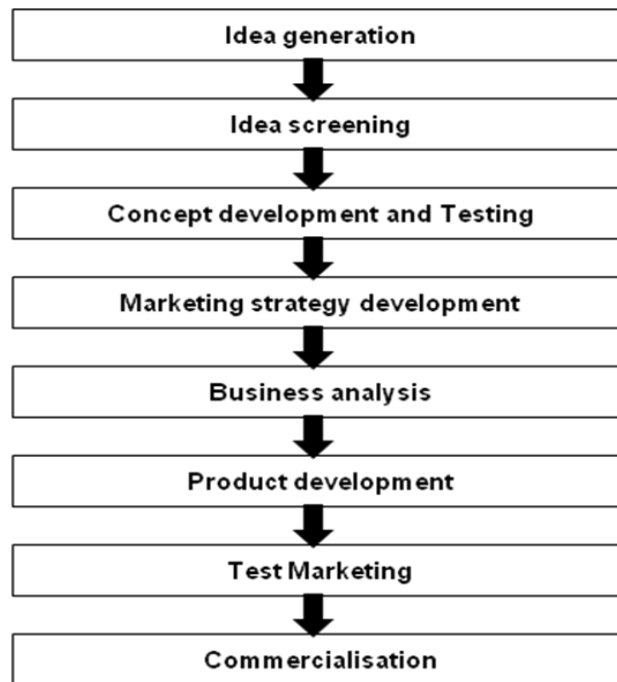 Idea generation
Idea screening
Concept development and Testing
Marketing strategy development
Business analysis
Product development
Test Marketing
Commercialisation